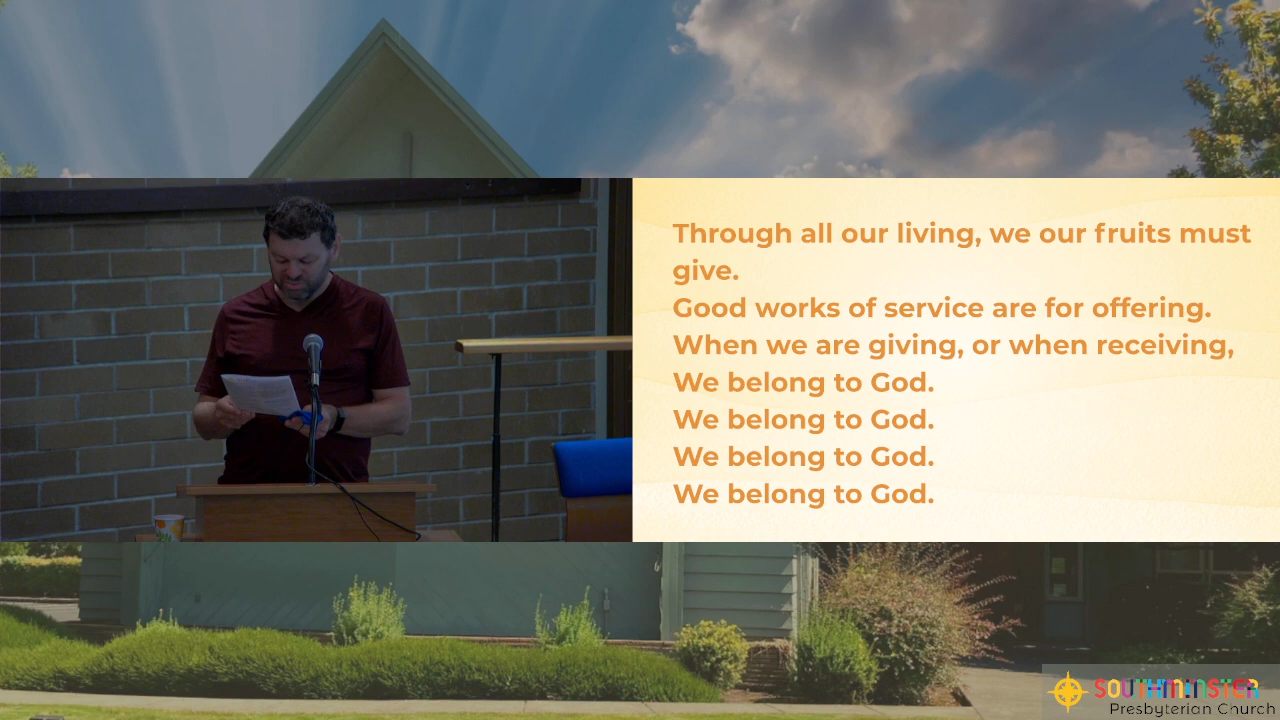 Through all our living, we our fruits must
give.
Good works of service are for offering.
When we are giving, or when receiving,
We belong to God.
We belong to God.
We belong to God.
We belong to God.
SOUTHMINSTER
Presbyterian Church